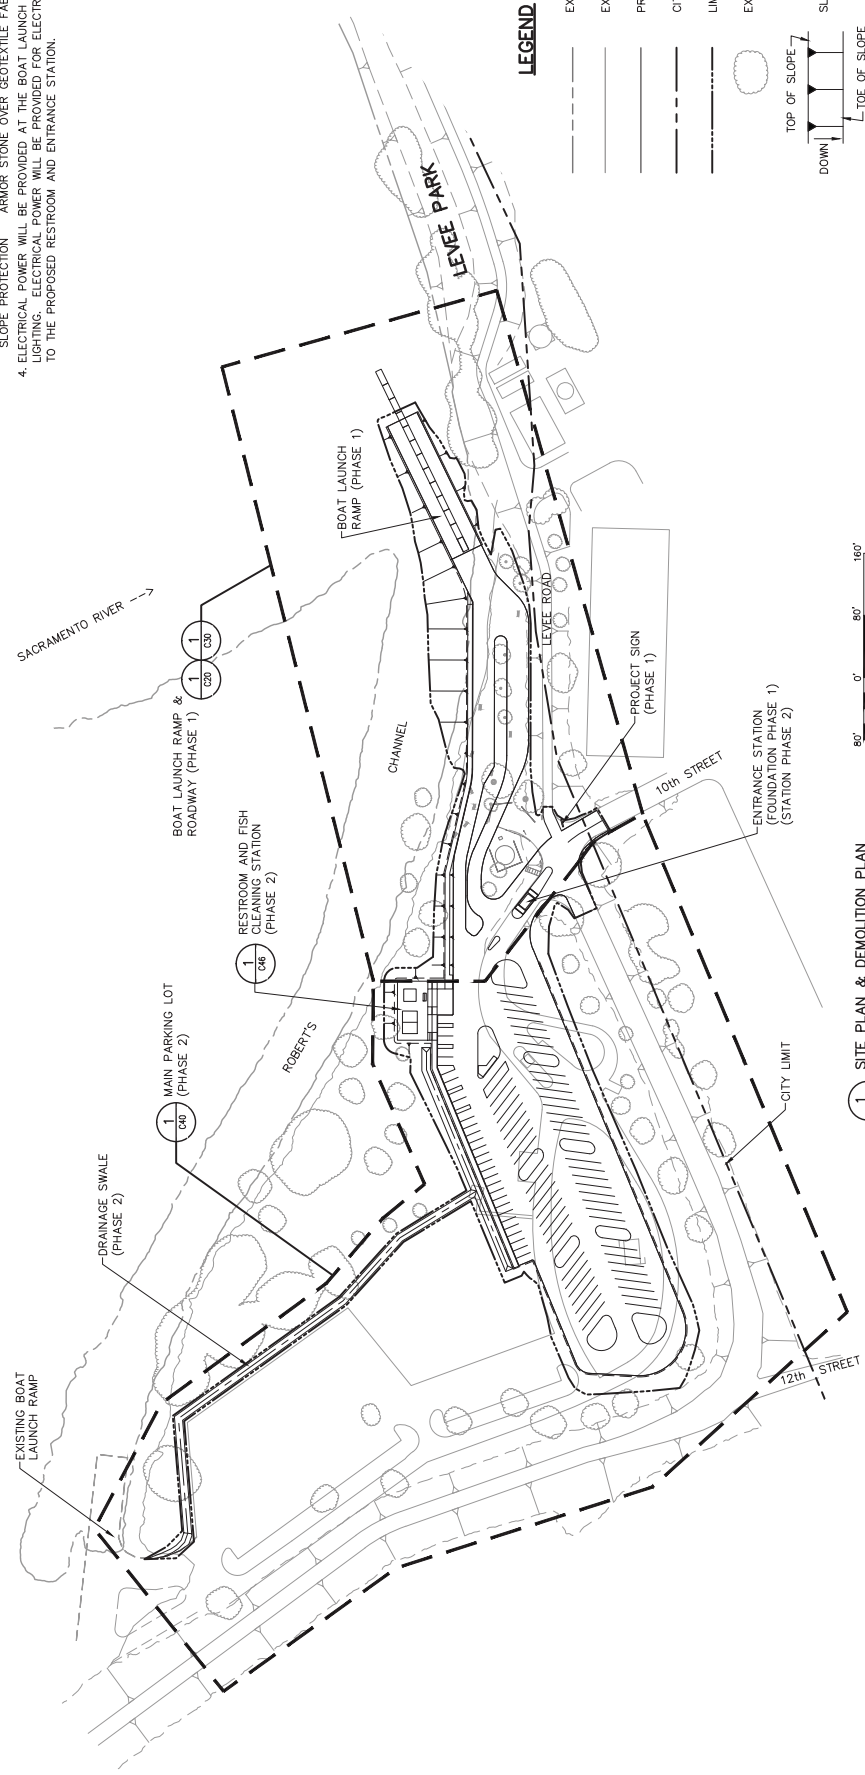 SLOPE PROTECTION ARMOR STONE OVER GEOTEXTILE
4. ELECTRICAL POWER WILL BE PROVIDED AT THE BOAT LAUNCH
LIGHTING. ELECTRICAL POWER WILL BE PROVIDED FOR
TO THE PROPOSED RESTROOM AND ENTRANCE STATION.
EXISTING BOAT
LAUNCH RAMP
DRAINAGE SWALE
(PHASE 2)
1
C40
MAIN PARKING LOT
(PHASE 2)
1
C46
RESTROOM AND FISH
CLEANING STATION
(PHASE 2)
BOAT LAUNCH RAMP &
ROADWAY (PHASE 1)
1
C20
1
C30
SACRAMENTO RIVER -->
ROBERT'S
CHANNEL
BOAT LAUNCH
RAMP (PHASE 1)
LEVEE PARK
LEVEE ROAD
PROJECT SIGN
(PHASE 1)
10th STREET
ENTRANCE STATION
(FOUNDATION PHASE 1)
(STATION PHASE 2)
CITY LIMIT
12th STREET
LEGEND
TOP OF SLOPE
DOWN
TOE OF SLOPE
80'
0'
80'
160'
1
SITE PLAN & DEMOLITION PLAN